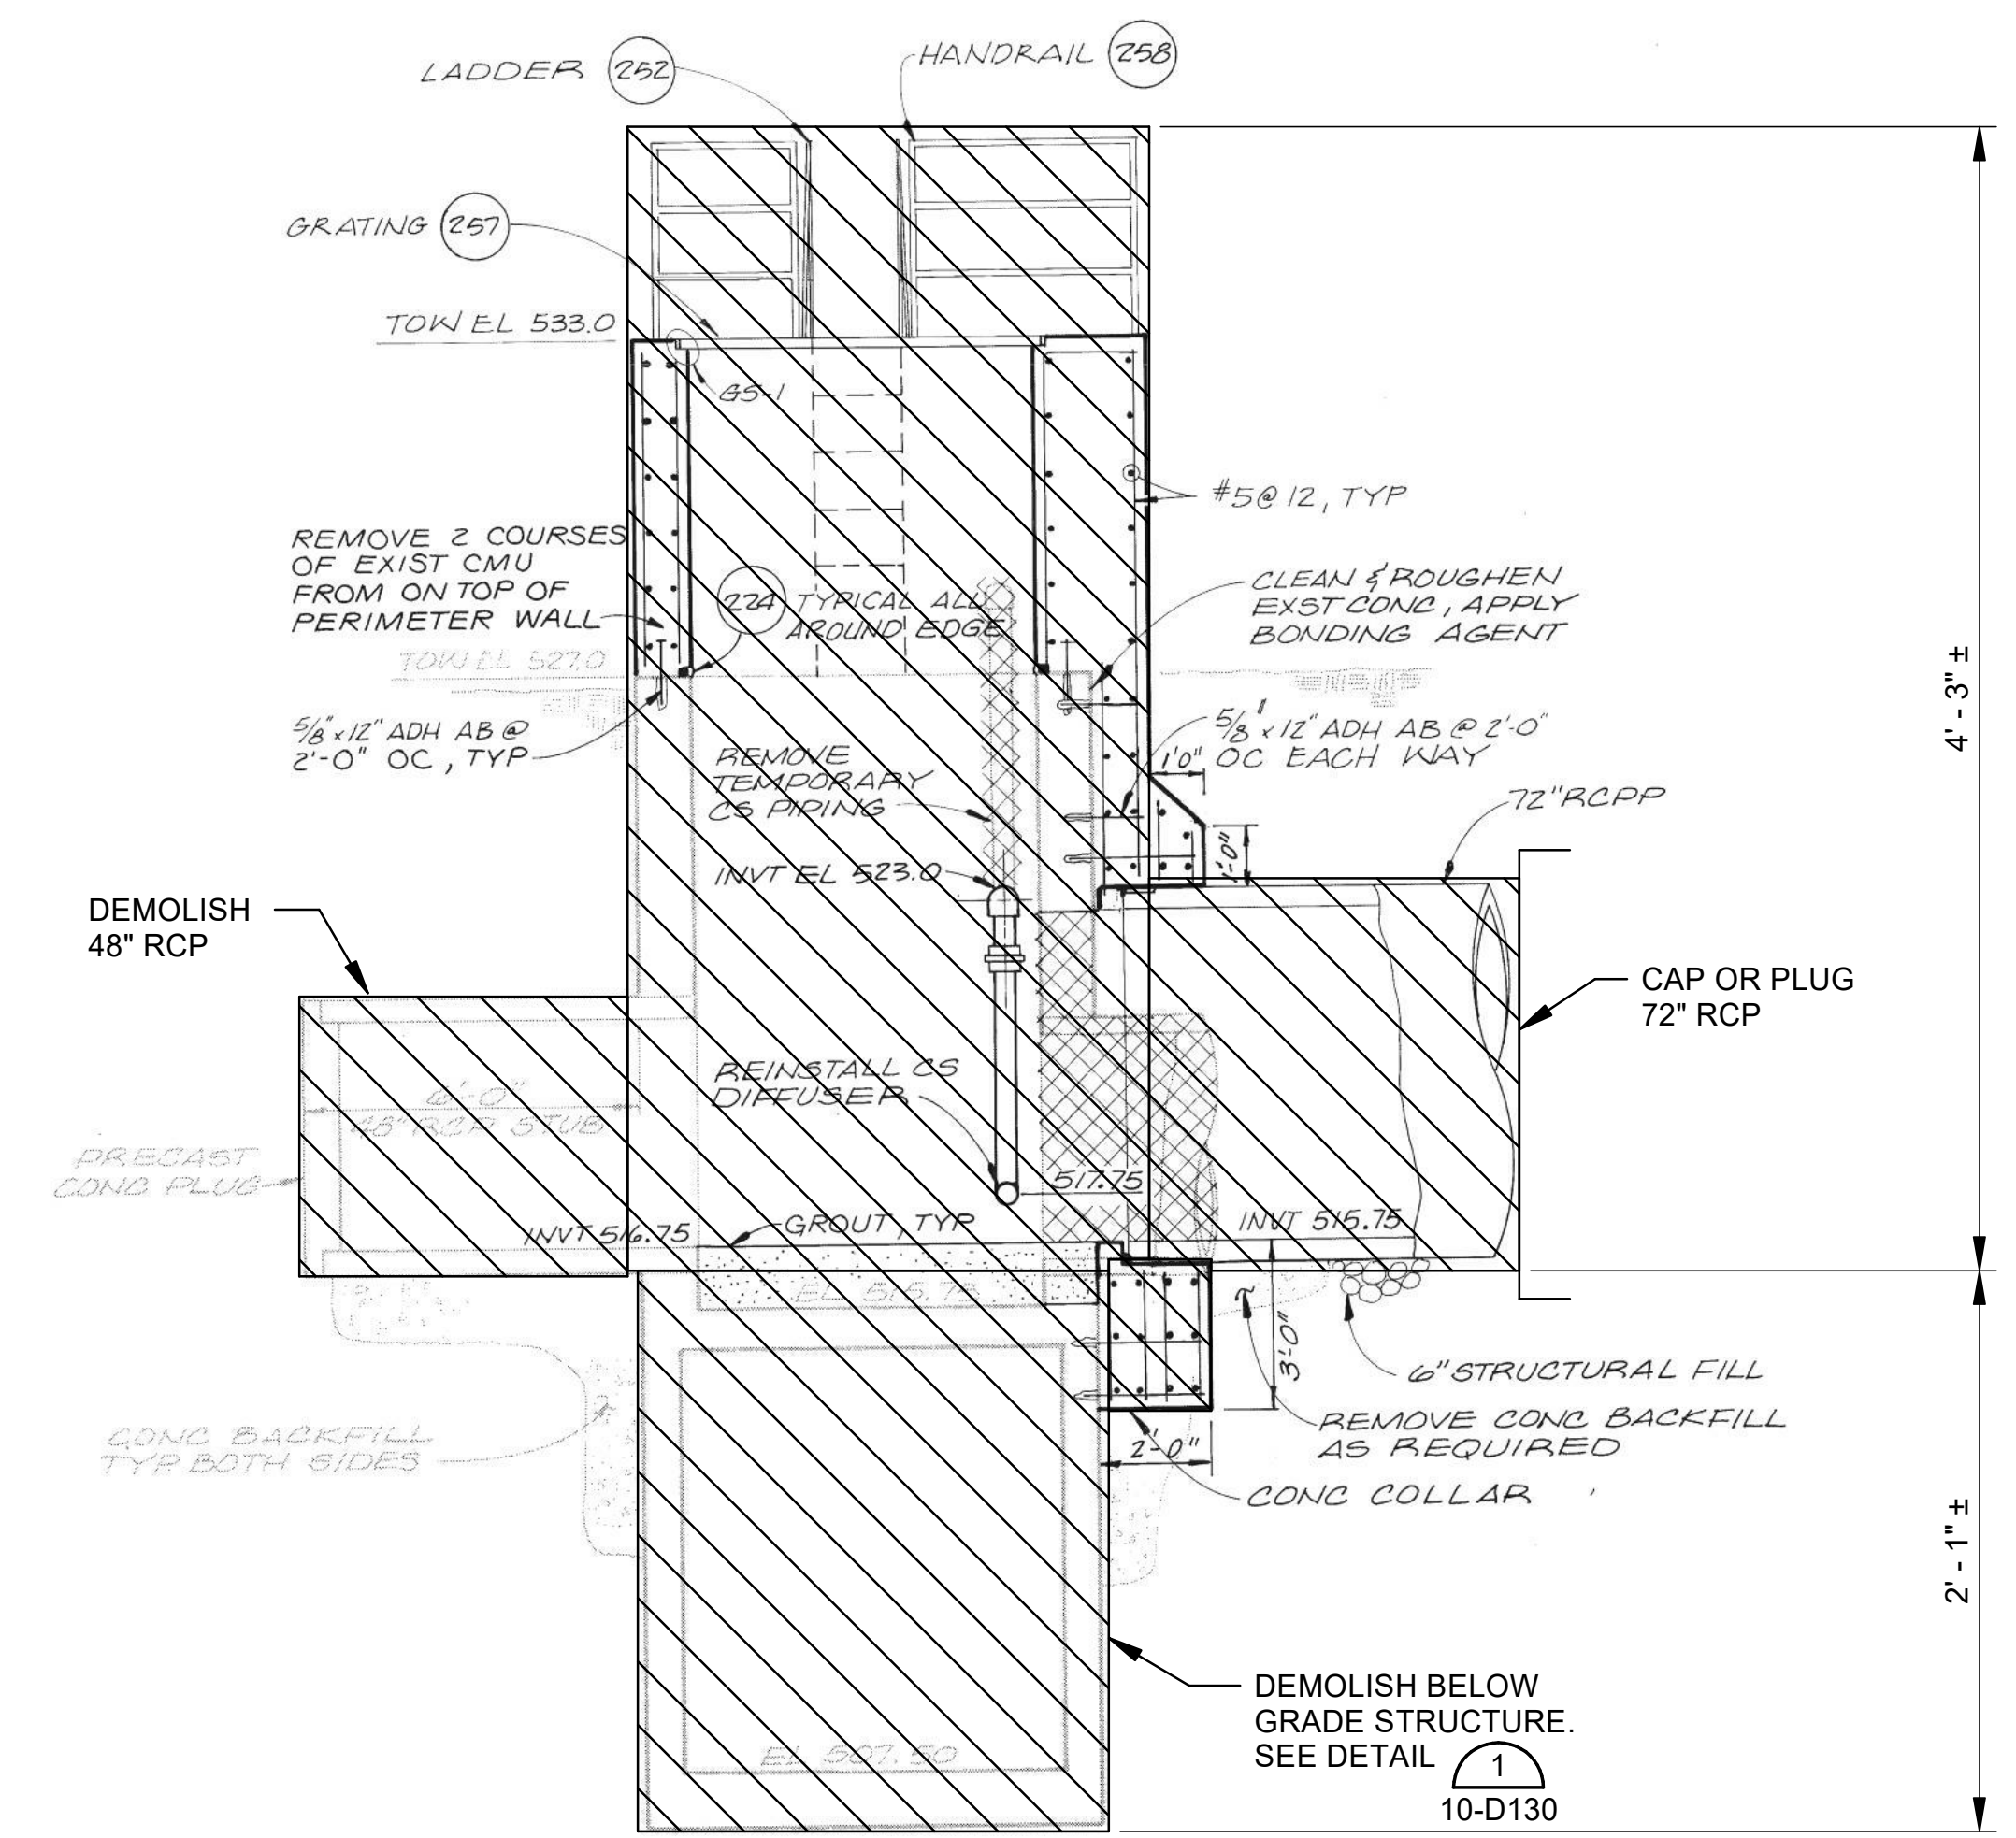 LADDER 252
HANDRAIL 258
GRATING 257
TOW EL 533.0
GS-1
#5@12, TYP
REMOVE 2 COURSES
OF EXIST CMU
FROM ON TOP OF
PERIMETER WALL
224 TYPICAL ALL
AROUND EDGE
CLEAN & ROUGHEN
EXST CONC, APPLY
BONDING AGENT
TOW EL 527.0
5/8"x12" ADH AB @
2'-0" OC, TYP
5/8"x12" ADH AB @ 2'-0"
OC EACH WAY
1'0"
REMOVE
TEMPORARY
CS PIPING
72"RCPP
1'-0"
INVT EL 523.0
4' - 3" ±
DEMOLISH
48" RCP
CAP OR PLUG
72" RCP
REINSTALL CS
DIFFUSER
6'-0"
48" RCP STUB
PRECAST
CONC PLUG
517.75
INVT 516.75
GROUT, TYP
INVT 515.75
EL 515.75
3'-0"
6" STRUCTURAL FILL
REMOVE CONC BACKFILL
AS REQUIRED
2'-0"
CONC COLLAR
CONC BACKFILL
TYP BOTH SIDES
2' - 1" ±
DEMOLISH BELOW
GRADE STRUCTURE.
SEE DETAIL 1
10-D130
EL 507.50